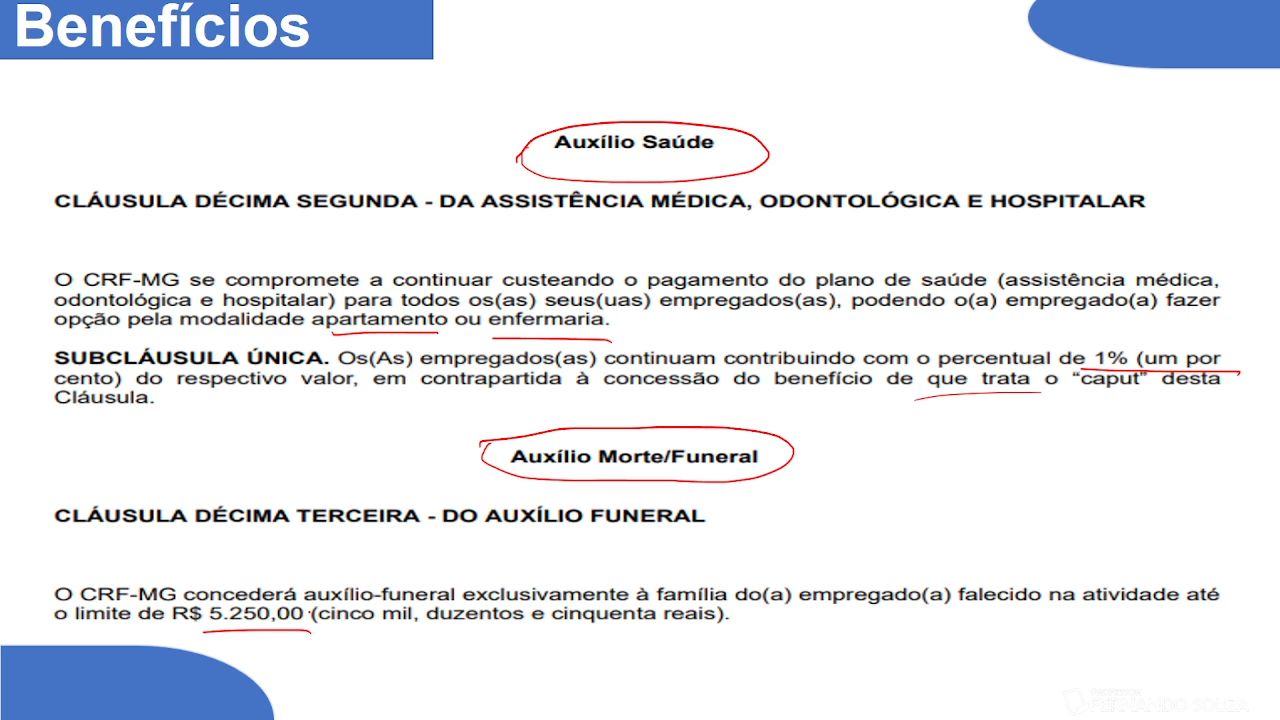 Benefícios
Auxílio Saúde
CLÁUSULA DÉCIMA SEGUNDA - DA ASSISTÊNCIA MÉDICA, ODONTOLÓGICA E HOSPITALAR
O CRF-MG se compromete a continuar custeando o pagamento do plano de saúde (assistência médica,
odontológica e hospitalar) para todos os(as) seus(uas) empregados(as), podendo o(a) empregado(a) fazer
opção pela modalidade apartamento ou enfermaria.
SUBCLÁUSULA ÚNICA. Os(As) empregados(as) continuam contribuindo com o percentual de 1% (um por
cento) do respectivo valor, em contrapartida à concessão do benefício de que trata o “caput” desta
Cláusula.
Auxílio Morte/Funeral
CLÁUSULA DÉCIMA TERCEIRA - DO AUXÍLIO FUNERAL
O CRF-MG concederá auxílio-funeral exclusivamente à família do(a) empregado(a) falecido na atividade até
o limite de R$ 5.250,00 (cinco mil, duzentos e cinquenta reais).
PROFESSOR
FERNANDO SOUZA